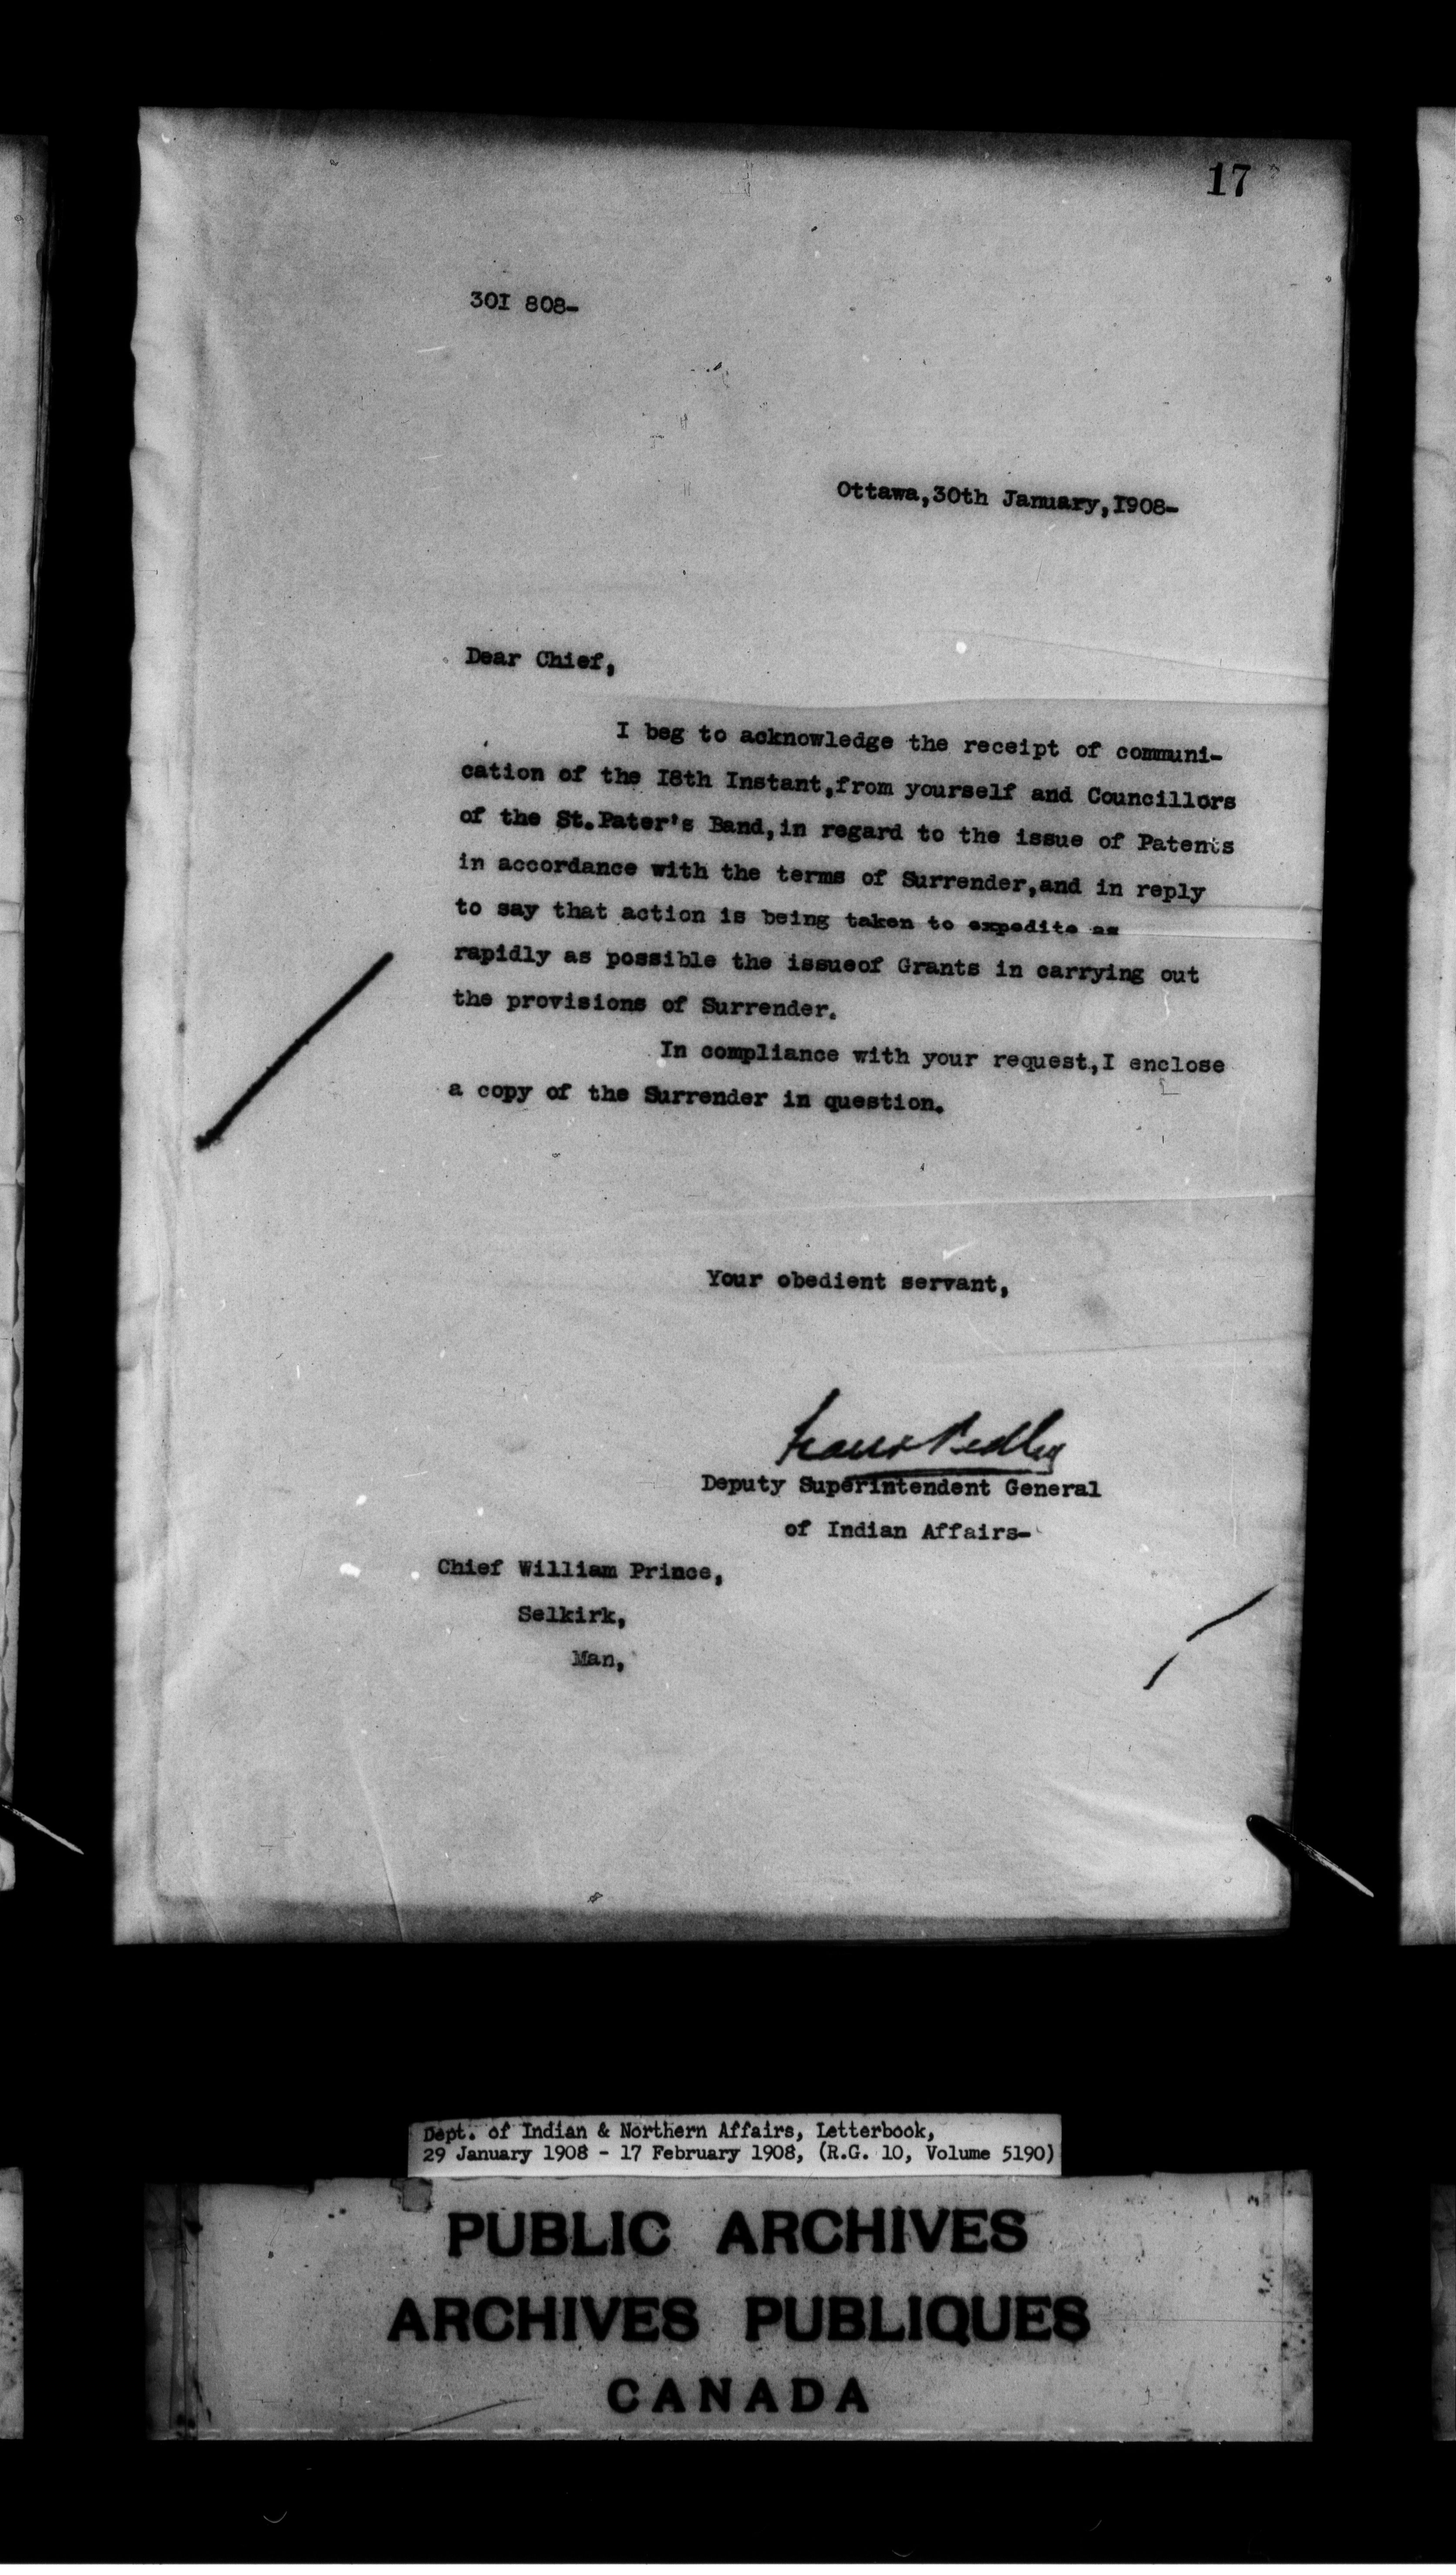 17
30I 808-
Ottawa,30th January,I908-
Dear Chief,
I beg to acknowledge the receipt of communi-
cation of the I8th Instant,from yourself and Councillors
of the St.Pater's Band,in regard to the issue of Patents
in accordance with the terms of Surrender,and in reply
to say that action is being taken to expedite as
rapidly as possible the issueof Grants in carrying out
the provisions of Surrender.
In compliance with your request,I enclose
a copy of the Surrender in question.
Your obedient servant,
Frank Pedley
Deputy Superintendent General
of Indian Affairs-
Chief William Prince,
Selkirk,
Man,
Dept. of Indian & Northern Affairs, Letterbook,
29 January 1908 - 17 February 1908, (R.G. 10, Volume 5190)
PUBLIC ARCHIVES
ARCHIVES PUBLIQUES
CANADA